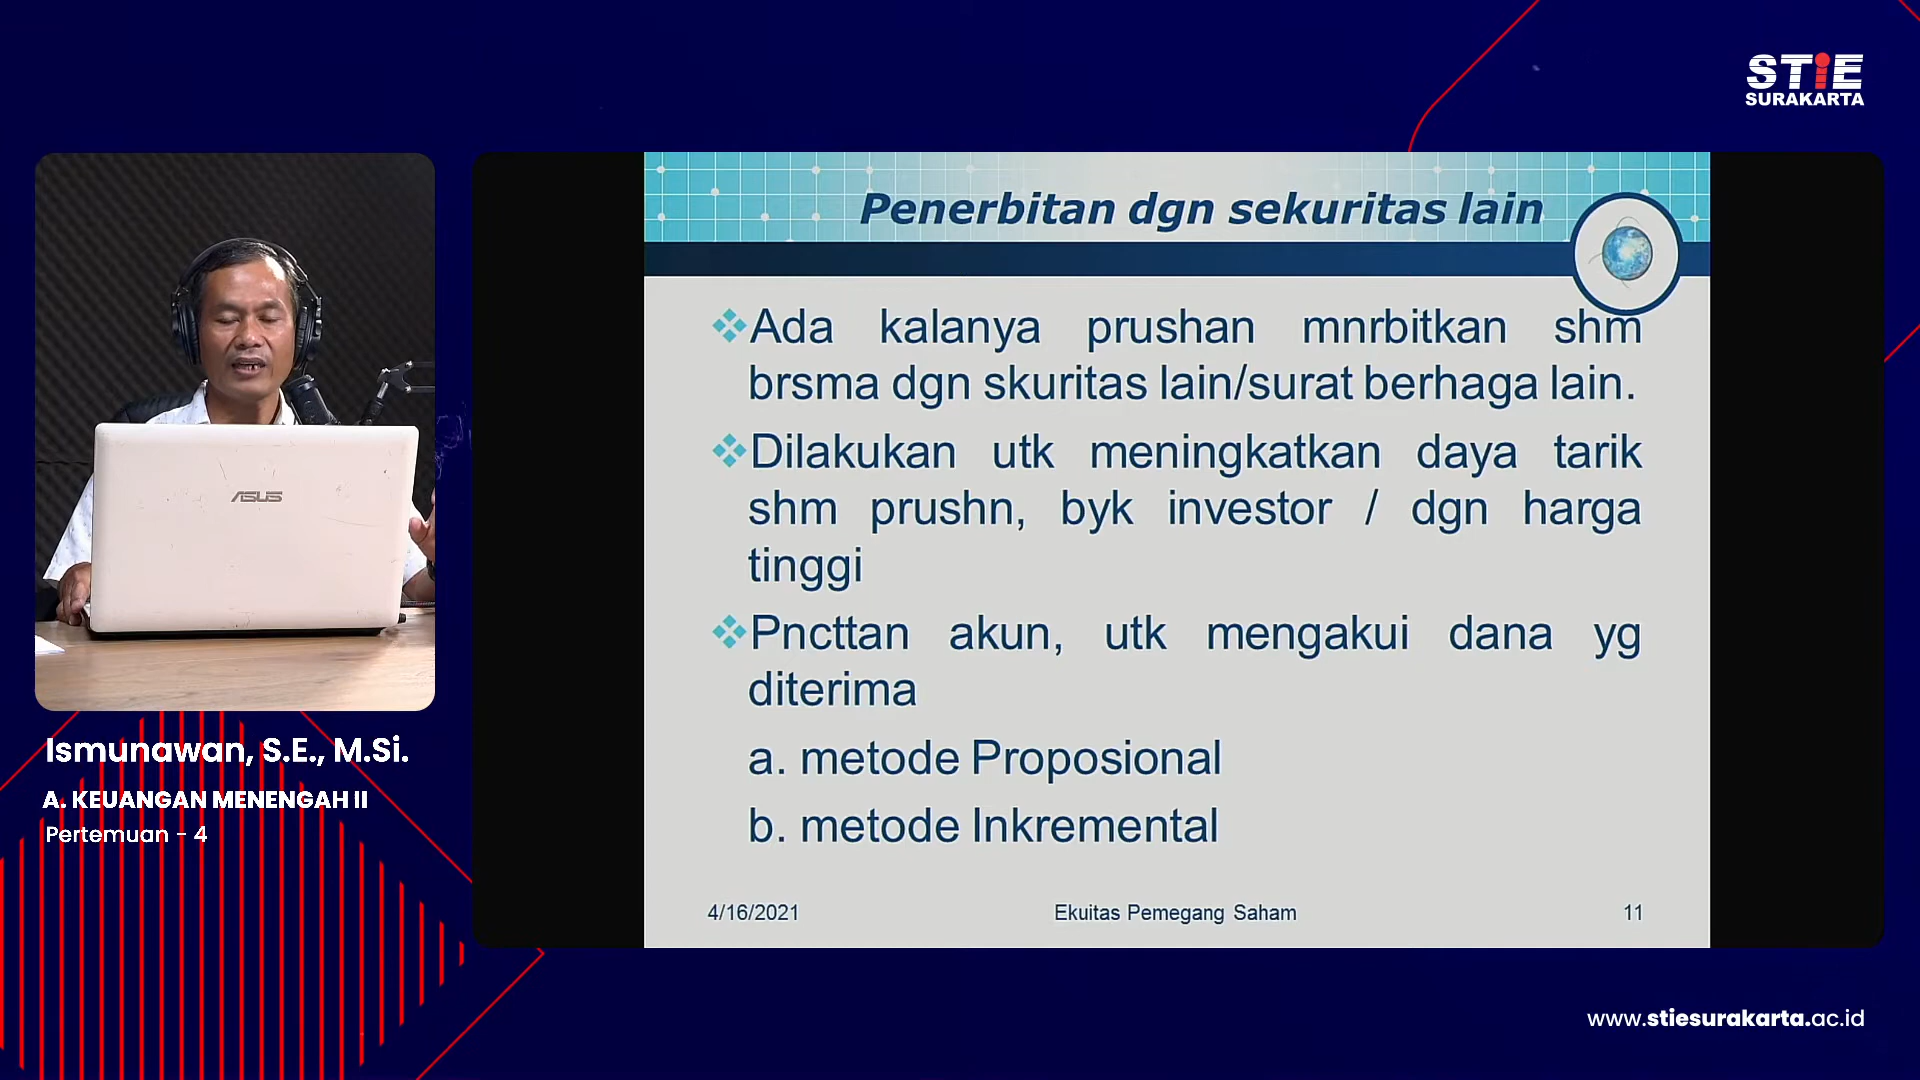 STiE
SURAKARTA
Penerbitan dgn sekuritas lain
Ada kalanya prushan mnrbitkan shm
brsma dgn skuritas lain/surat berhaga lain.
Dilakukan utk meningkatkan daya tarik
shm prushn, byk investor / dgn harga
tinggi
Pncttan akun, utk mengakui dana yg
diterima
a. metode Proposional
b. metode Inkremental
4/16/2021
Ekuitas Pemegang Saham
11
ASUS
Ismunawan, S.E., M.Si.
A. KEUANGAN MENENGAH II
Pertemuan - 4
www.stiesurakarta.ac.id